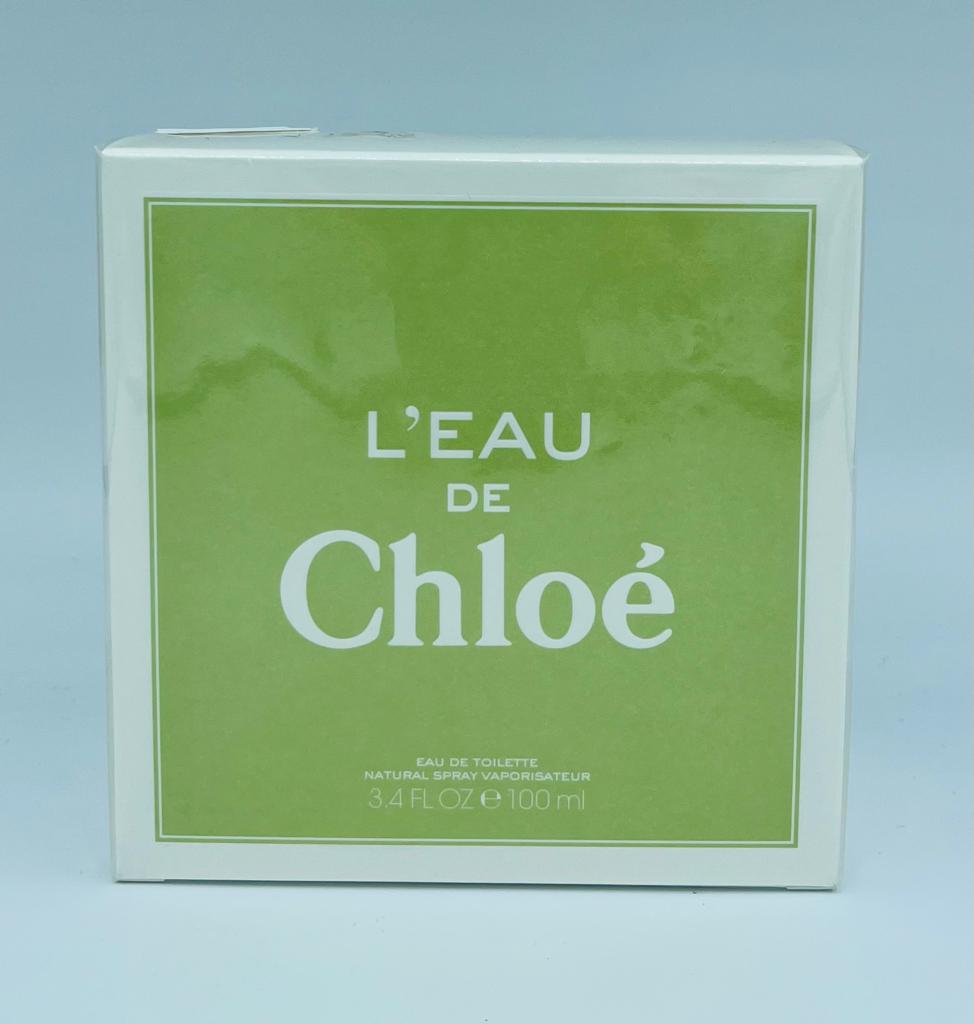 L'EAU
DE
Chloé
EAU DE TOILETTE
NATURAL SPRAY VAPORISATEUR
3.4 FL OZ ℮ 100 ml